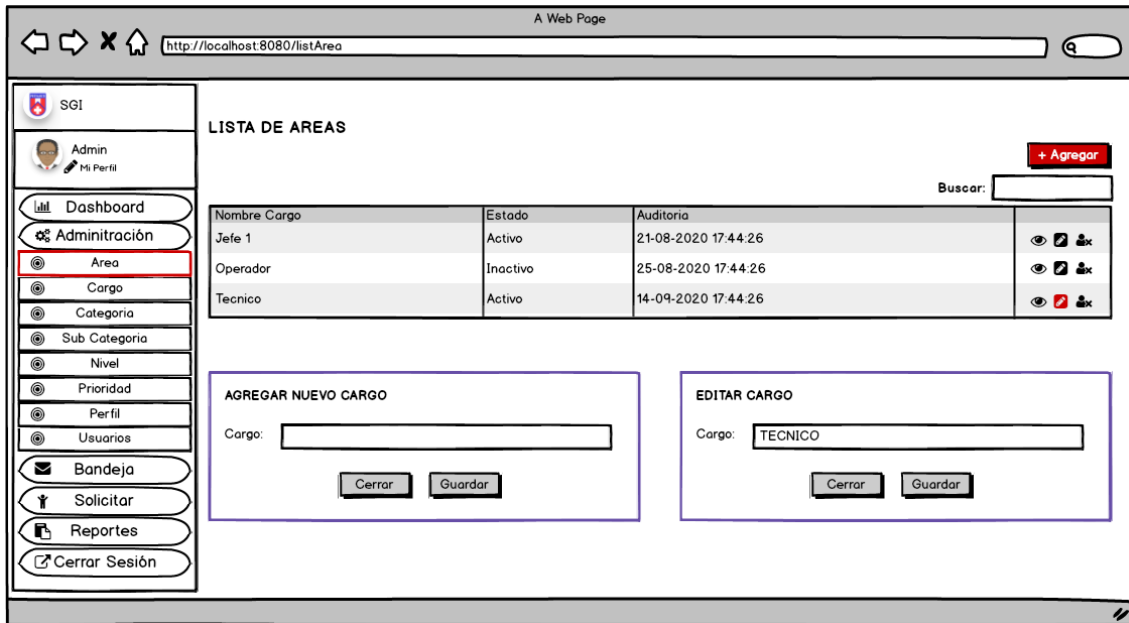 A Web Page
http://localhost:8080/listArea
SGI
Admin
Mi Perfil
Dashboard
Adminitración
Area
Cargo
Categoria
Sub Categoria
Nivel
Prioridad
Perfil
Usuarios
Bandeja
Solicitar
Reportes
Cerrar Sesión
LISTA DE AREAS
+ Agregar
Buscar:
Nombre Cargo Estado Auditoria
Jefe 1 Activo 21-08-2020 17:44:26
Operador Inactivo 25-08-2020 17:44:26
Tecnico Activo 14-09-2020 17:44:26
AGREGAR NUEVO CARGO
Cargo:
Cerrar Guardar
EDITAR CARGO
Cargo: TECNICO
Cerrar Guardar